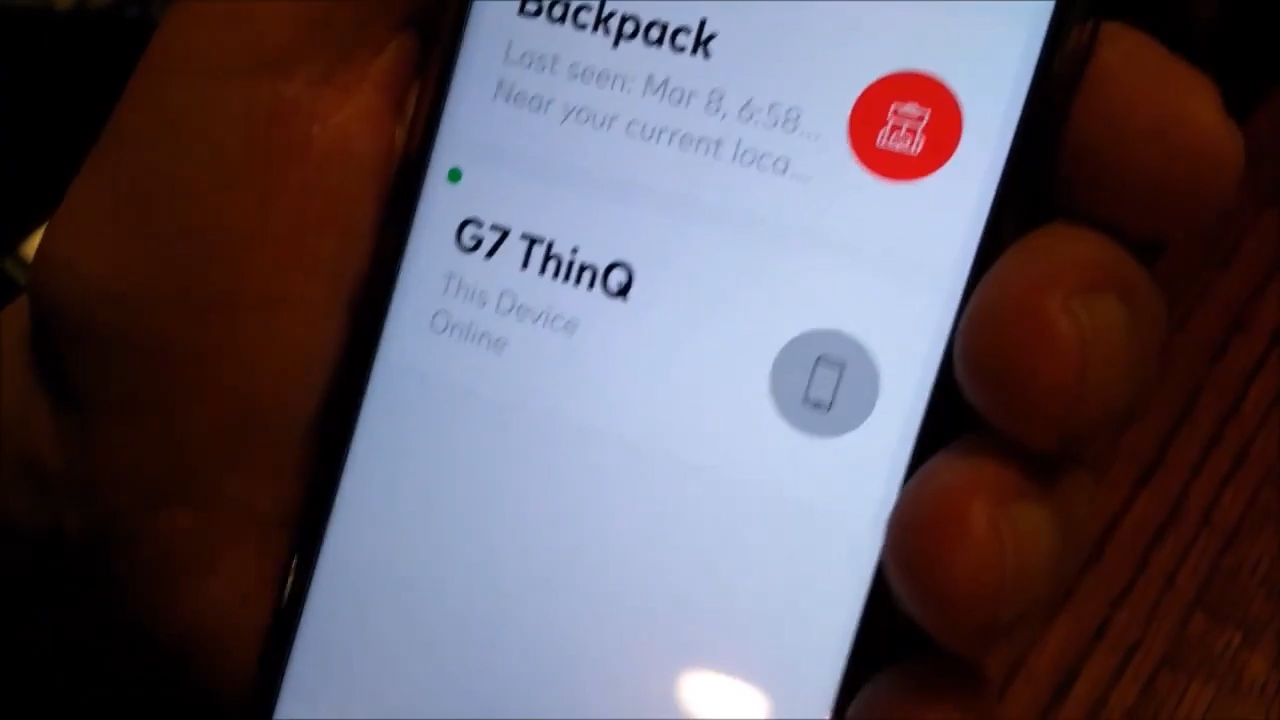 Backpack
Last seen: Mar 8, 6:58...
Near your current loca...
G7 ThinQ
This Device
Online